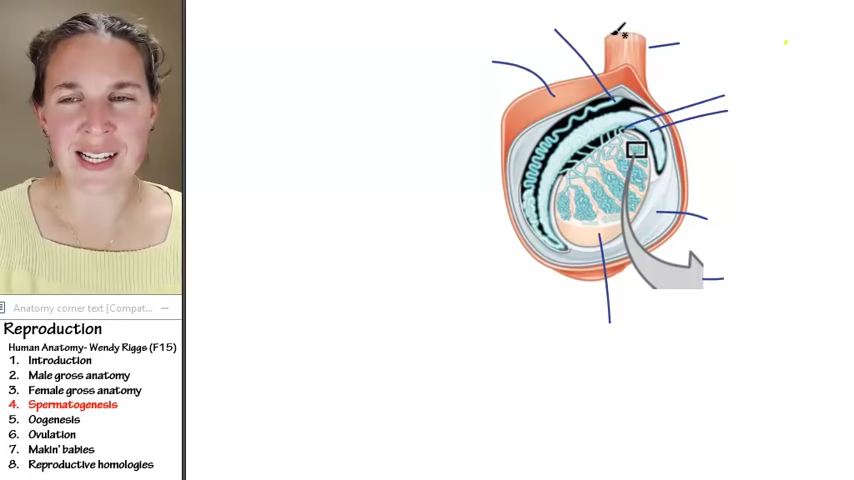 Anatomy corner text [Compat...
Reproduction
Human Anatomy- Wendy Riggs (F15)
1. Introduction
2. Male gross anatomy
3. Female gross anatomy
4. Spermatogenesis
5. Oogenesis
6. Ovulation
7. Makin' babies
8. Reproductive homologies